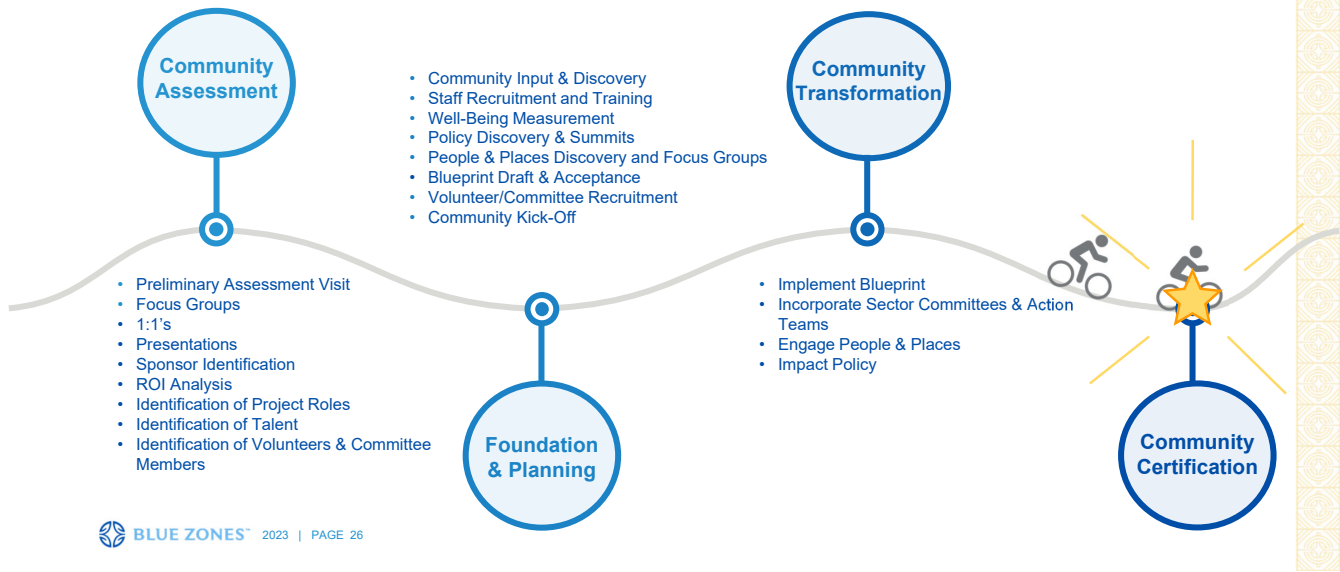 Community
Assessment
• Preliminary Assessment Visit
• Focus Groups
• 1:1's
• Presentations
• Sponsor Identification
• ROI Analysis
• Identification of Project Roles
• Identification of Talent
• Identification of Volunteers & Committee
Members
• Community Input & Discovery
• Staff Recruitment and Training
• Well-Being Measurement
• Policy Discovery & Summits
• People & Places Discovery and Focus Groups
• Blueprint Draft & Acceptance
• Volunteer/Committee Recruitment
• Community Kick-Off
Foundation
& Planning
Community
Transformation
• Implement Blueprint
• Incorporate Sector Committees & Action
Teams
• Engage People & Places
• Impact Policy
Community
Certification
BLUE ZONES™ 2023 | PAGE 26